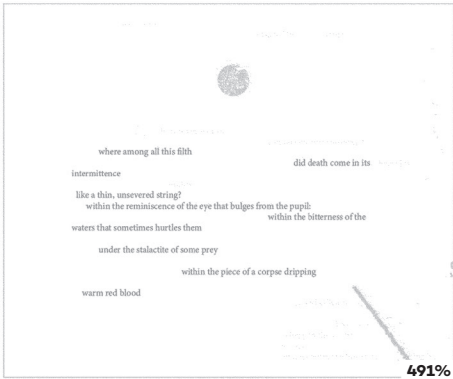 where among all this filth
did death come in its
intermittence
like a thin, unsevered string?
within the reminiscence of the eye that bulges from the pupil:
within the bitterness of the
waters that sometimes hurtles them
under the stalactite of some prey
within the piece of a corpse dripping
warm red blood
491%